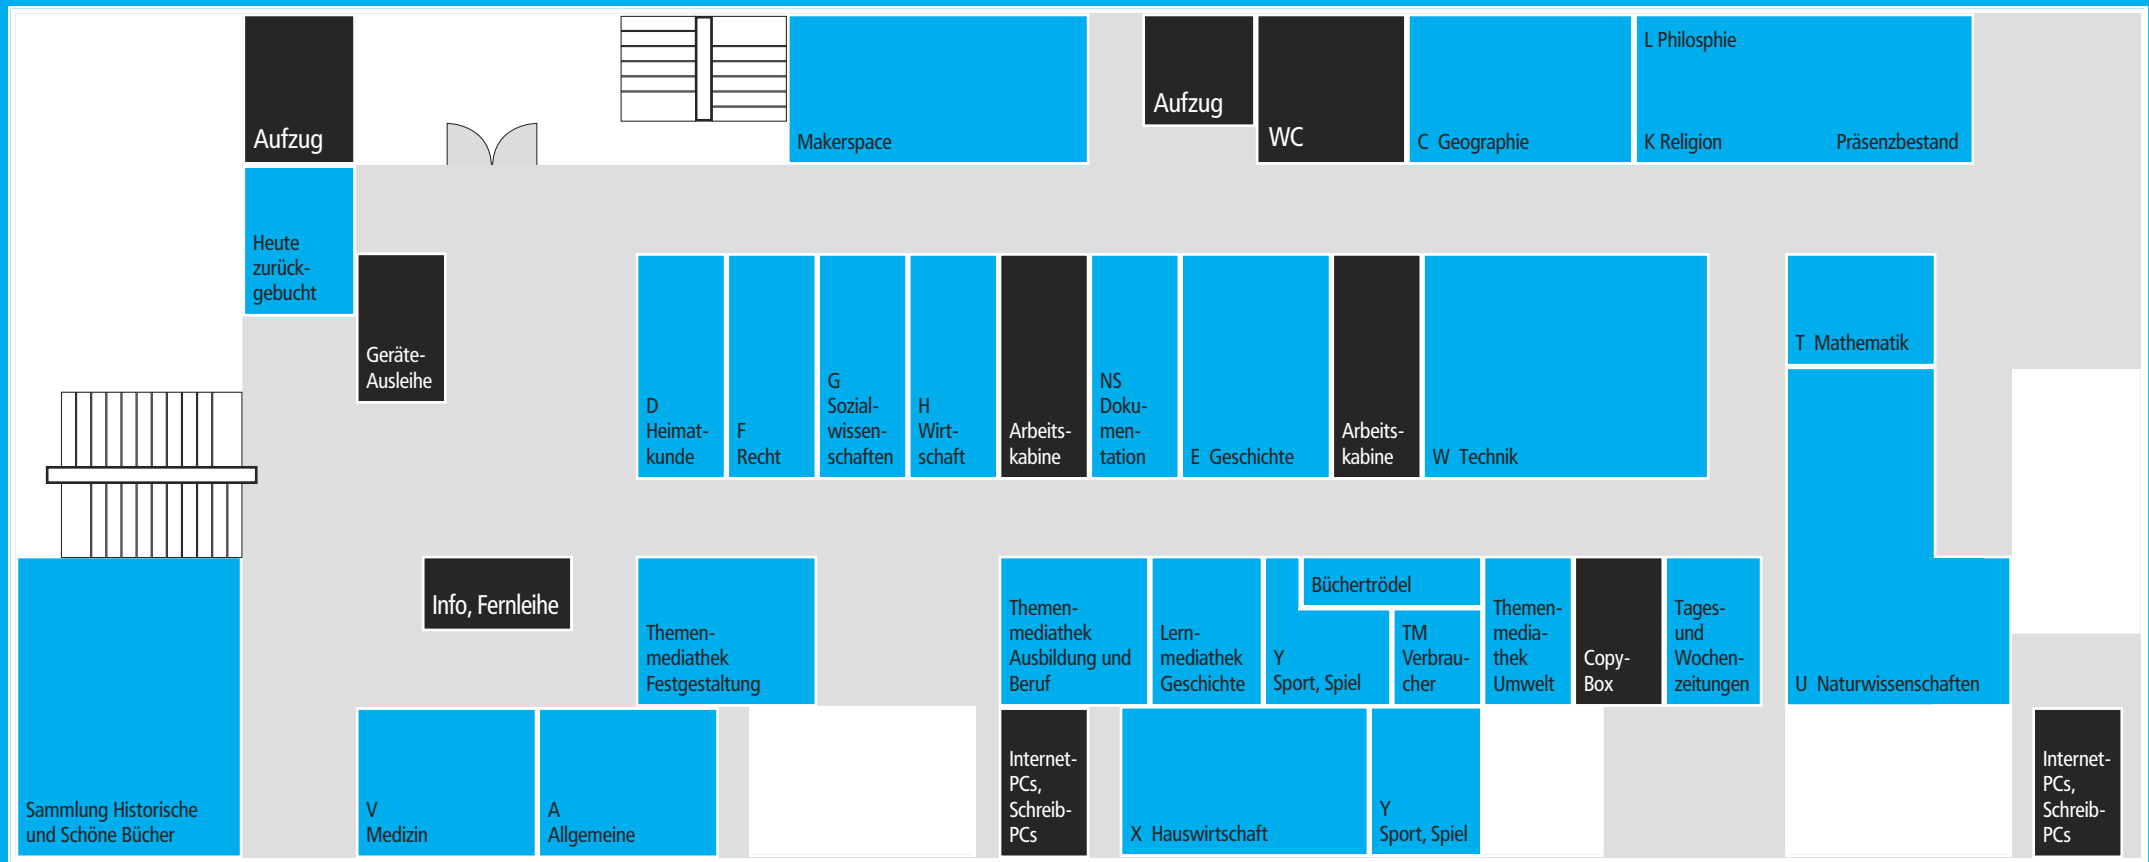 Aufzug
Makerspace
Aufzug
WC
C Geographie
L Philosphie
K Religion
Präsenzbestand
Heute
zurück-
gebucht
Geräte-
Ausleihe
D
Heimat-
kunde
F
Recht
G
Sozial-
wissen-
schaften
H
Wirt-
schaft
Arbeits-
kabine
NS
Doku-
men-
tation
E Geschichte
Arbeits-
kabine
W Technik
T Mathematik
Sammlung Historische
und Schöne Bücher
Info, Fernleihe
Themen-
mediathek
Festgestaltung
Themen-
mediathek
Ausbildung und
Beruf
Lern-
mediathek
Geschichte
Y
Sport, Spiel
Büchertrödel
TM
Verbrau-
cher
Themen-
media-
thek
Umwelt
Copy-
Box
Tages-
und
Wochen-
zeitungen
U Naturwissenschaften
V
Medizin
A
Allgemeine
Internet-
PCs,
Schreib-
PCs
X Hauswirtschaft
Y
Sport, Spiel
Internet-
PCs,
Schreib-
PCs